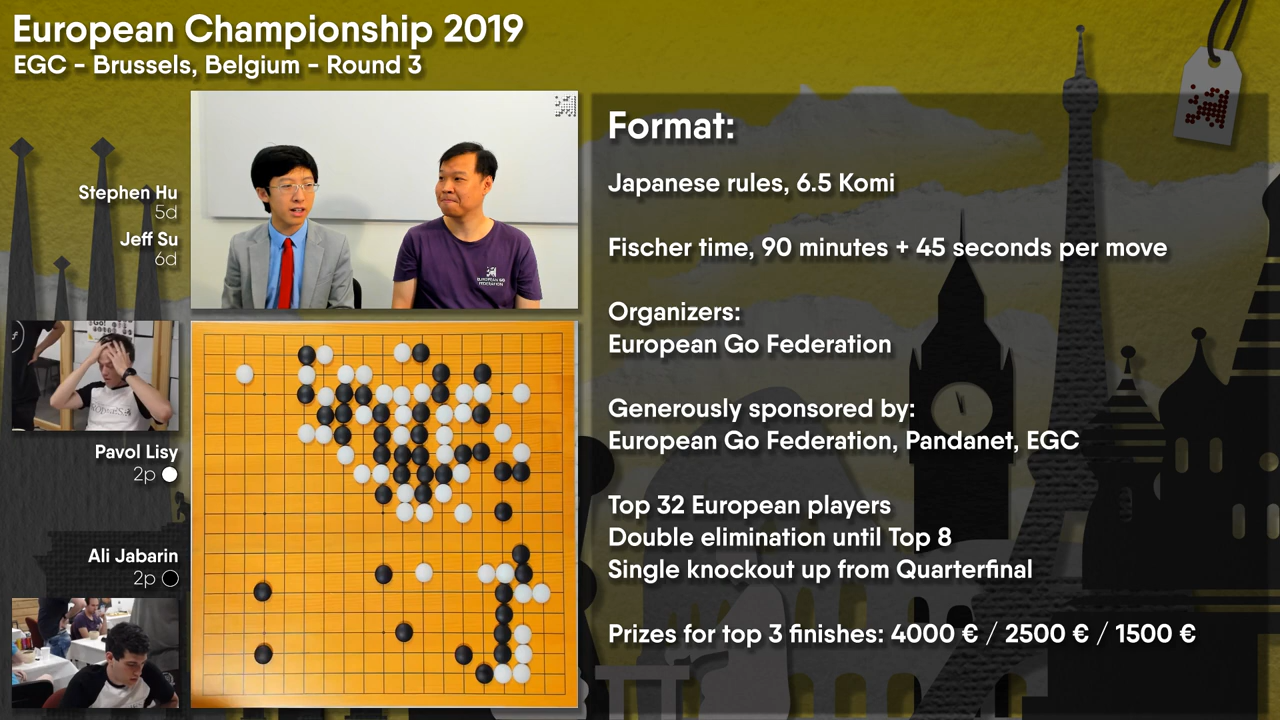 European Championship 2019
EGC - Brussels, Belgium - Round 3
Stephen Hu
5d
Jeff Su
6d
EUROPEAN GO
FEDERATION
Pavol Lisy
2p
Ali Jabarin
2p
Format:
Japanese rules, 6.5 Komi
Fischer time, 90 minutes + 45 seconds per move
Organizers:
European Go Federation
Generously sponsored by:
European Go Federation, Pandanet, EGC
Top 32 European players
Double elimination until Top 8
Single knockout up from Quarterfinal
Prizes for top 3 finishes: 4000 € / 2500 € / 1500 €